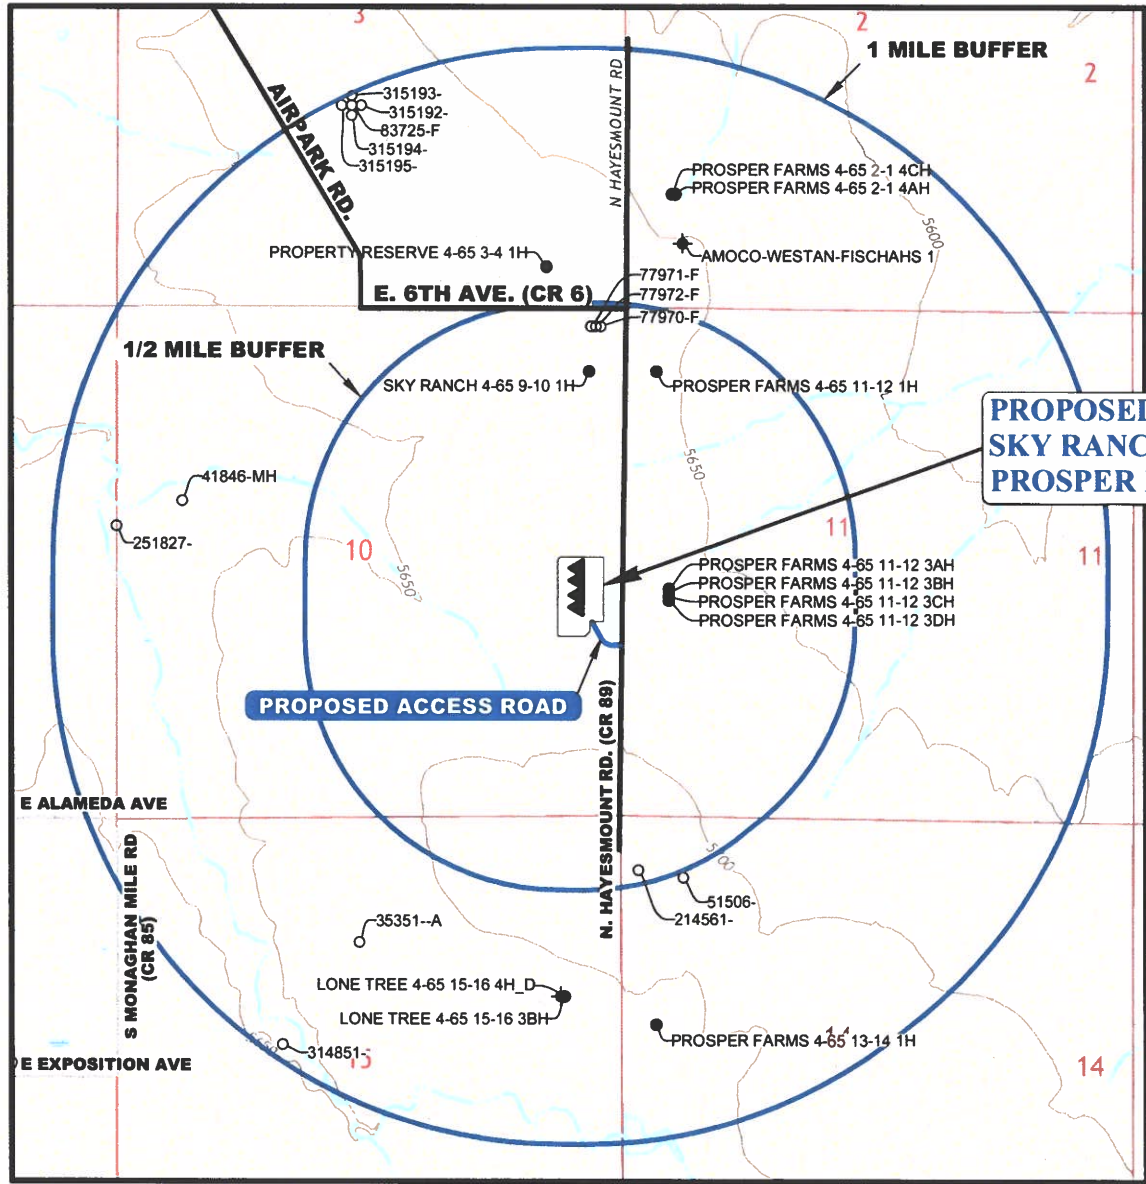 3
2
1 MILE BUFFER
2
N HAYESMOUNT RD
AIRPARK RD.
315193-
315192-
83725-F
315194-
315195-
PROSPER FARMS 4-65 2-1 4CH
PROSPER FARMS 4-65 2-1 4AH
5600
PROPERTY RESERVE 4-65 3-4 1H
AMOCO-WESTAN-FISCHAHS 1
77971-F
E. 6TH AVE. (CR 6)
77972-F
77970-F
1/2 MILE BUFFER
SKY RANCH 4-65 9-10 1H
PROSPER FARMS 4-65 11-12 1H
PROPOSED
SKY RANC
PROSPER
5650
41846-MH
251827-
10
11
11
5650
PROSPER FARMS 4-65 11-12 3AH
PROSPER FARMS 4-65 11-12 3BH
PROSPER FARMS 4-65 11-12 3CH
PROSPER FARMS 4-65 11-12 3DH
PROPOSED ACCESS ROAD
N. HAYESMOUNT RD. (CR 89)
E ALAMEDA AVE
S MONAGHAN MILE RD
(CR 85)
51506-
214561-
35351--A
LONE TREE 4-65 15-16 4H_D
LONE TREE 4-65 15-16 3BH
PROSPER FARMS 4-65 13-14 1H
314851-
15
14
14
E EXPOSITION AVE